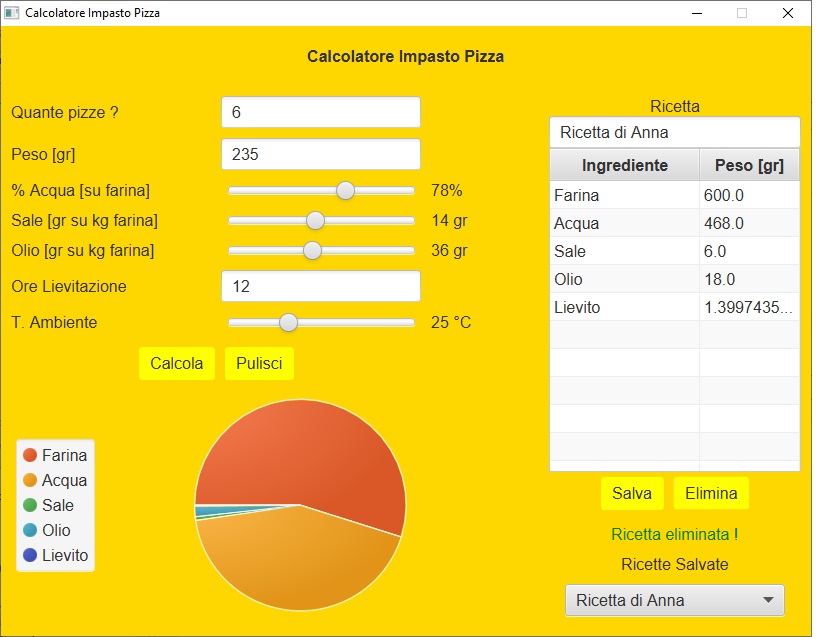 Calcolatore Impasto Pizza
Calcolatore Impasto Pizza
Quante pizze ? 6
Peso [gr] 235
% Acqua [su farina] 78%
Sale [gr su kg farina] 14 gr
Olio [gr su kg farina] 36 gr
Ore Lievitazione 12
T. Ambiente 25 °C
Calcola Pulisci
Farina
Acqua
Sale
Olio
Lievito
Ricetta
Ricetta di Anna
Ingrediente Peso [gr]
Farina 600.0
Acqua 468.0
Sale 6.0
Olio 18.0
Lievito 1.3997435...
Salva Elimina
Ricetta eliminata !
Ricette Salvate
Ricetta di Anna